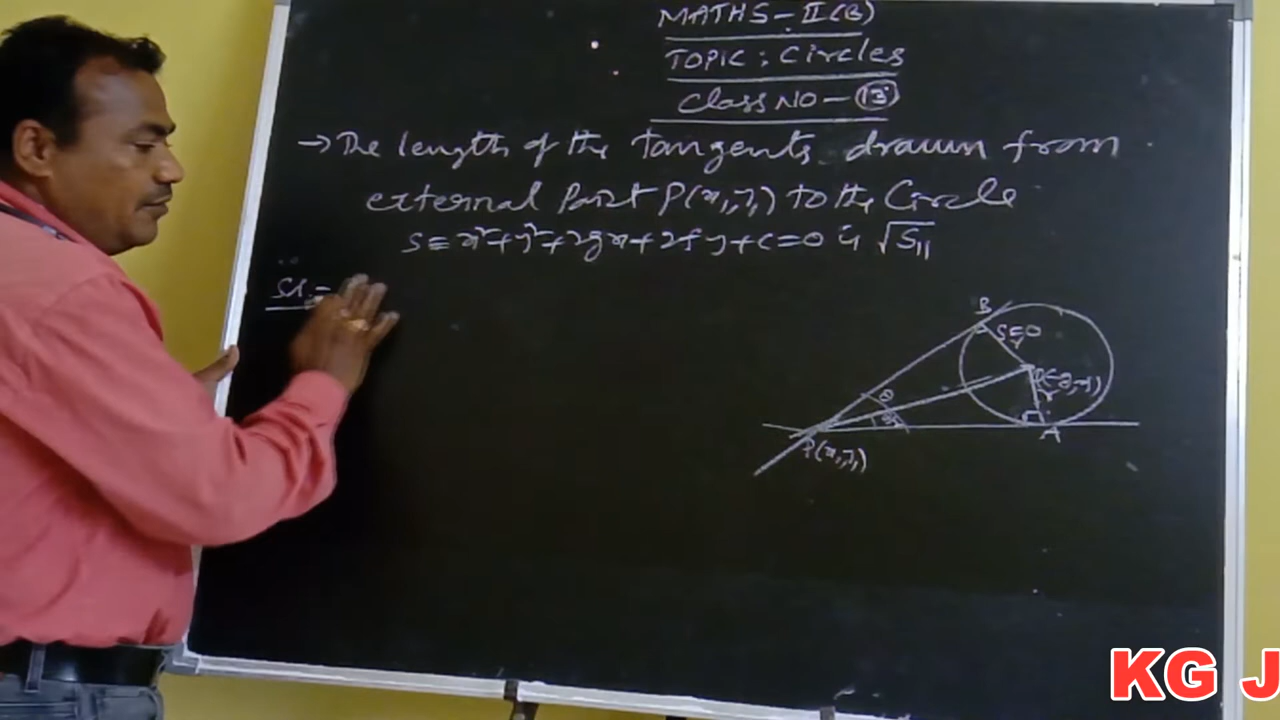 MATHS - II(B)
TOPIC : Circles
Class NO - 13
→ The length of the tangents drawn from
external Point P(x₁,y₁) to the Circle
S ≡ x²+y²+2gx+2fy+c=0 is √S₁₁
Sol:-
B
S=0
r
C(-g,-f)
r
θ
θ
A
P(x₁,y₁)
KG J